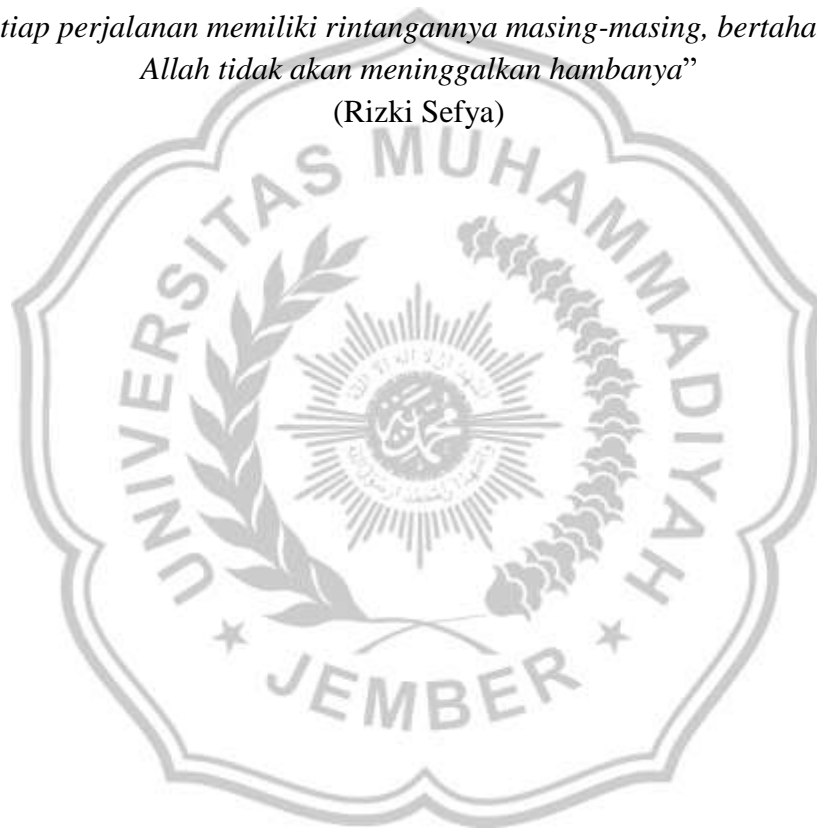 tiap perjalanan memiliki rintangannya masing-masing, bertaha
Allah tidak akan meninggalkan hambanya”
(Rizki Sefya)
UNIVERSITAS MUHAMMADIYAH
JEMBER